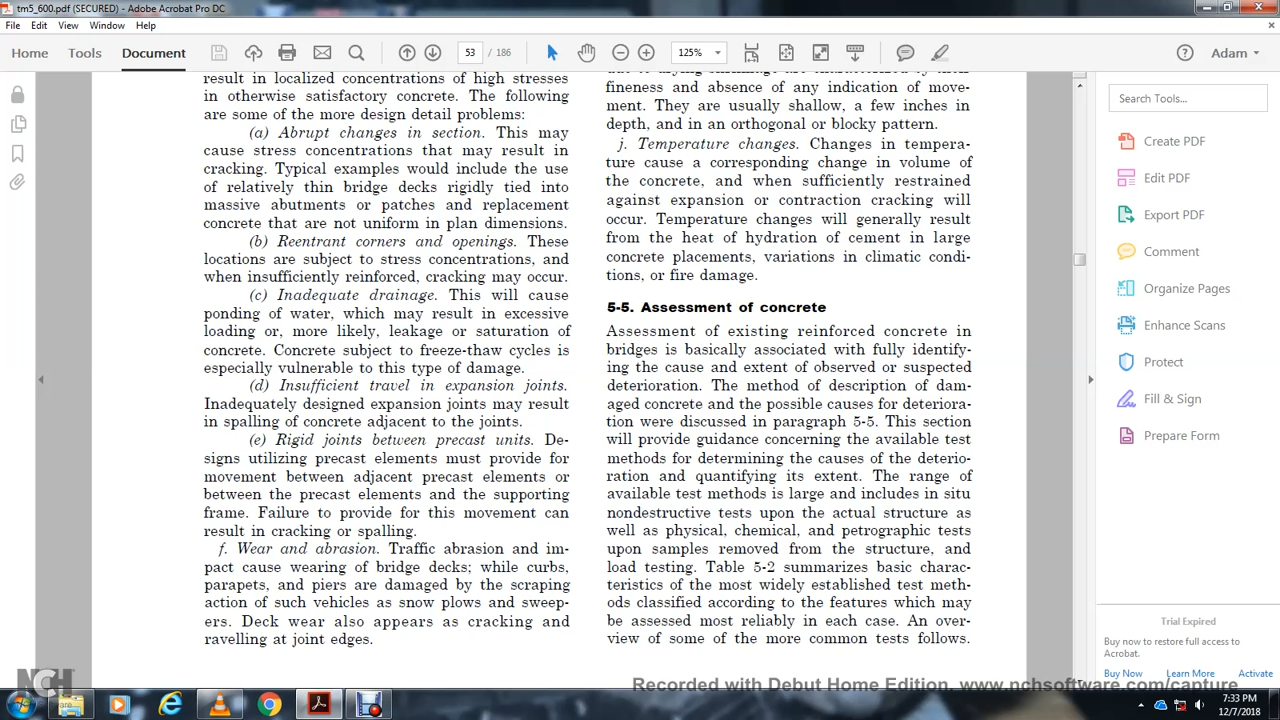 tm5_600.pdf (SECURED) - Adobe Acrobat Pro DC
File Edit View Window Help
Home Tools Document 53 / 186 125% Adam
result in localized concentrations of high stresses
in otherwise satisfactory concrete. The following
are some of the more design detail problems:
(a) Abrupt changes in section. This may
cause stress concentrations that may result in
cracking. Typical examples would include the use
of relatively thin bridge decks rigidly tied into
massive abutments or patches and replacement
concrete that are not uniform in plan dimensions.
(b) Reentrant corners and openings. These
locations are subject to stress concentrations, and
when insufficiently reinforced, cracking may occur.
(c) Inadequate drainage. This will cause
ponding of water, which may result in excessive
loading or, more likely, leakage or saturation of
concrete. Concrete subject to freeze-thaw cycles is
especially vulnerable to this type of damage.
(d) Insufficient travel in expansion joints.
Inadequately designed expansion joints may result
in spalling of concrete adjacent to the joints.
(e) Rigid joints between precast units. De-
signs utilizing precast elements must provide for
movement between adjacent precast elements or
between the precast elements and the supporting
frame. Failure to provide for this movement can
result in cracking or spalling.
f. Wear and abrasion. Traffic abrasion and im-
pact cause wearing of bridge decks; while curbs,
parapets, and piers are damaged by the scraping
action of such vehicles as snow plows and sweep-
ers. Deck wear also appears as cracking and
ravelling at joint edges.
due to drying shrinkage are characterized by their
fineness and absence of any indication of move-
ment. They are usually shallow, a few inches in
depth, and in an orthogonal or blocky pattern.
j. Temperature changes. Changes in tempera-
ture cause a corresponding change in volume of
the concrete, and when sufficiently restrained
against expansion or contraction cracking will
occur. Temperature changes will generally result
from the heat of hydration of cement in large
concrete placements, variations in climatic condi-
tions, or fire damage.
5-5. Assessment of concrete
Assessment of existing reinforced concrete in
bridges is basically associated with fully identify-
ing the cause and extent of observed or suspected
deterioration. The method of description of dam-
aged concrete and the possible causes for deteriora-
tion were discussed in paragraph 5-5. This section
will provide guidance concerning the available test
methods for determining the causes of the deterio-
ration and quantifying its extent. The range of
available test methods is large and includes in situ
nondestructive tests upon the actual structure as
well as physical, chemical, and petrographic tests
upon samples removed from the structure, and
load testing. Table 5-2 summarizes basic charac-
teristics of the most widely established test meth-
ods classified according to the features which may
be assessed most reliably in each case. An over-
view of some of the more common tests follows.
Search Tools...
Create PDF
Edit PDF
Export PDF
Comment
Organize Pages
Enhance Scans
Protect
Fill & Sign
Prepare Form
Trial Expired
Buy now to restore full access to
Acrobat.
Buy Now Learn More Activate
NCH
Recorded with Debut Home Edition. www.nchsoftware.com/capture
7:33 PM
12/7/2018